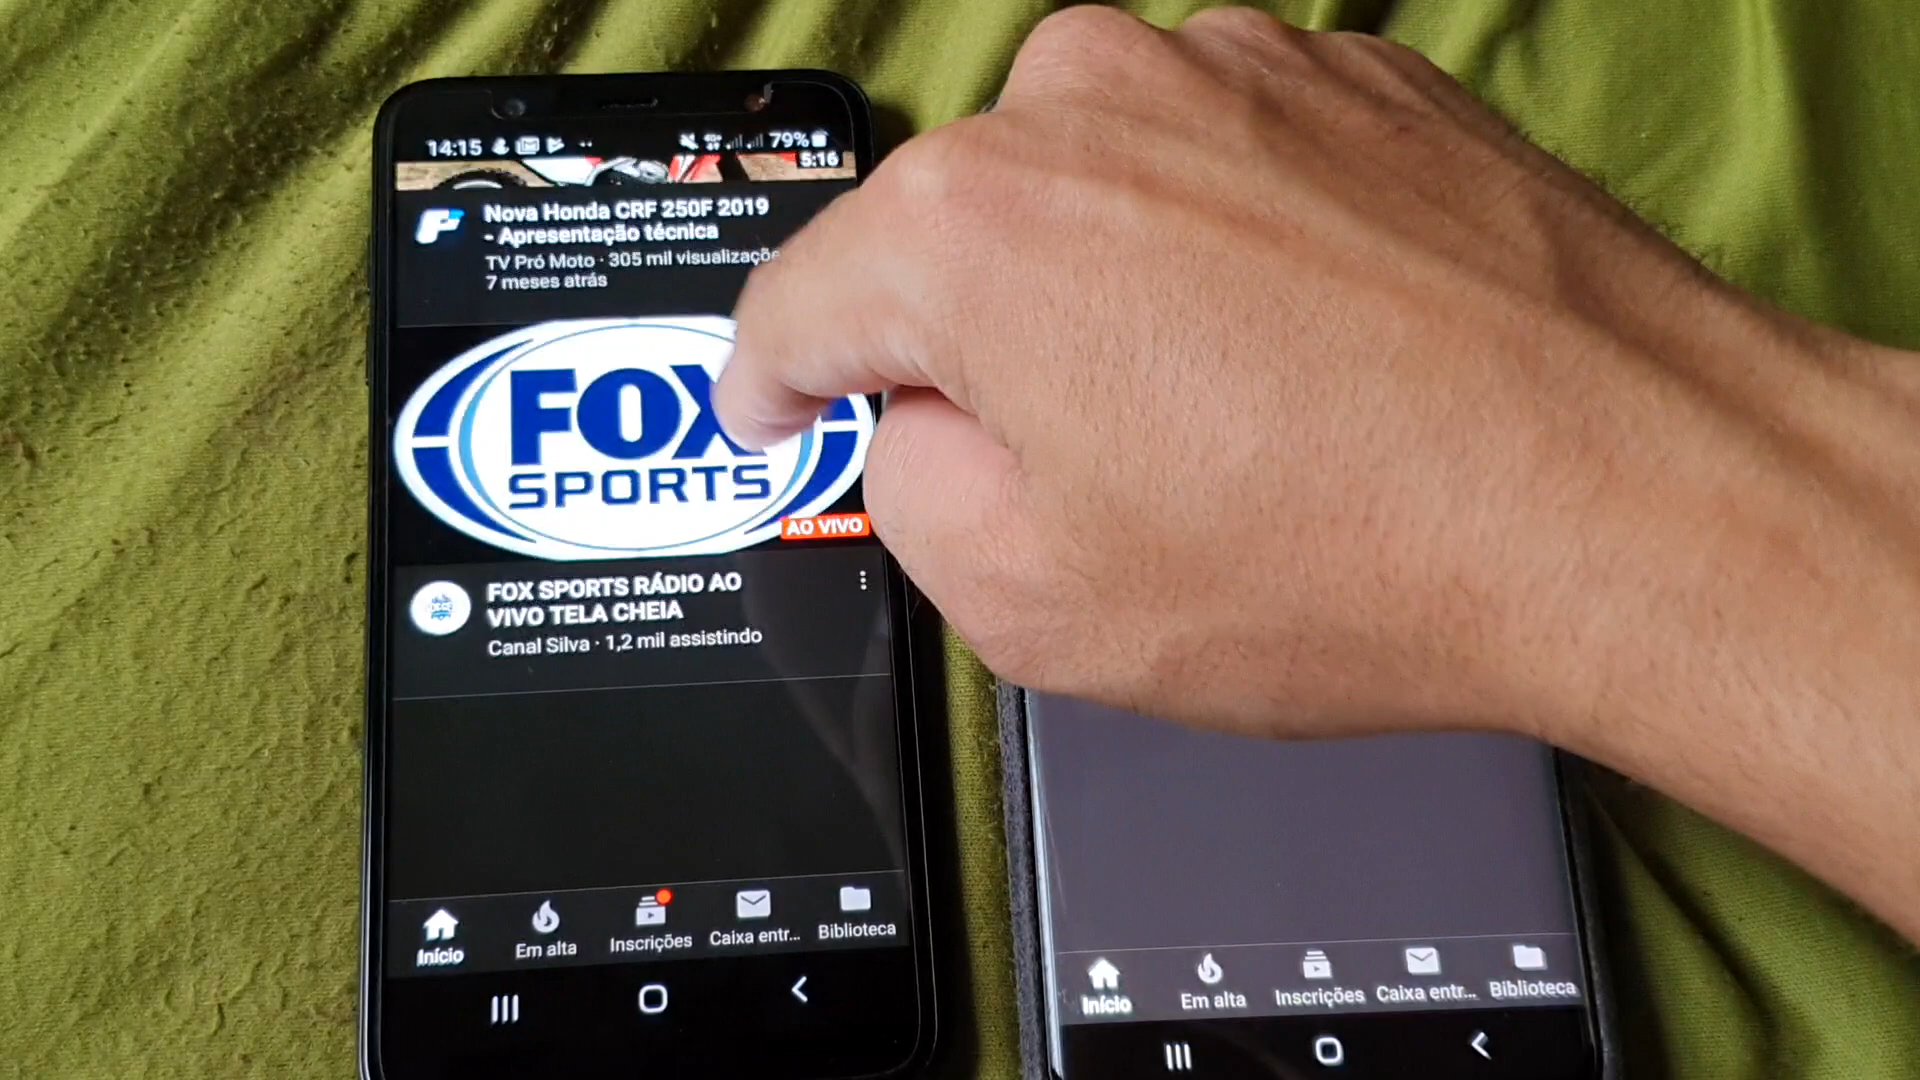 14:15 79%
5:16
Nova Honda CRF 250F 2019
- Apresentação técnica
TV Pró Moto · 305 mil
7 meses atrás
FOX
SPORTS
AO VIVO
FOX SPORTS RÁDIO AO
VIVO TELA CHEIA
Canal Silva · 1,2 mil assistindo
Início Em alta Inscrições Caixa entr... Biblioteca
Início Em alta Inscrições Caixa entr... Biblioteca